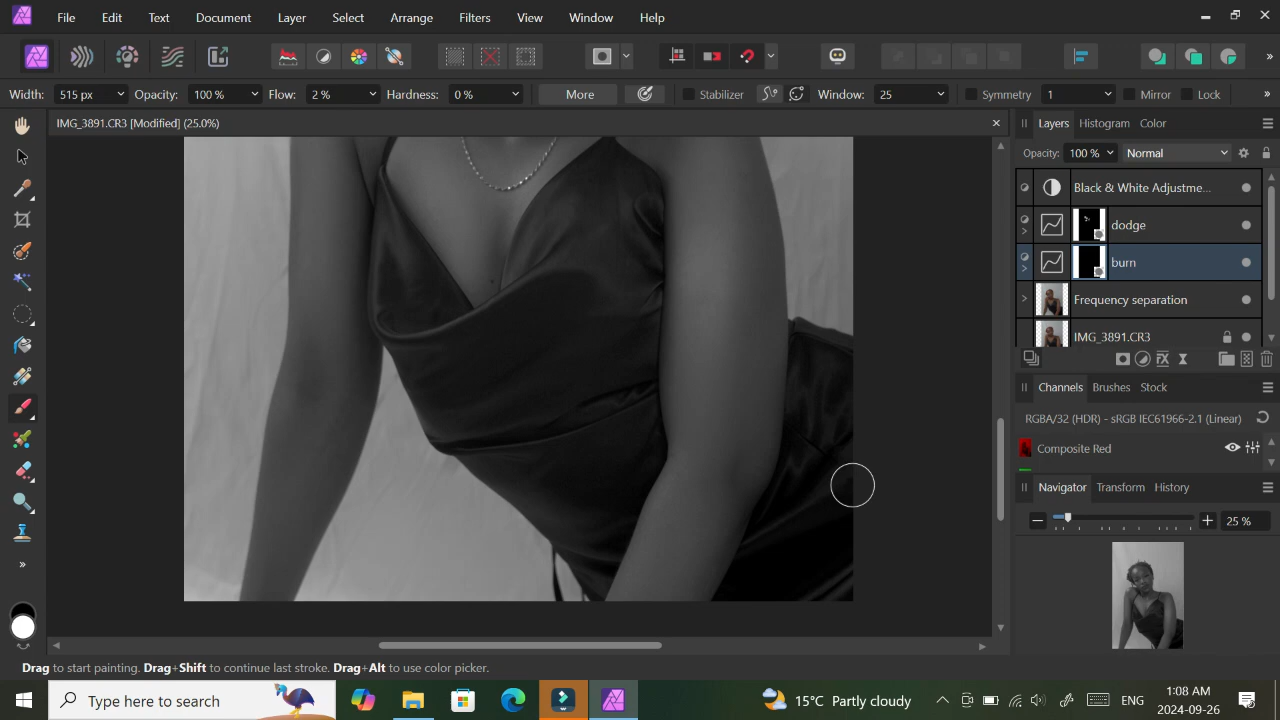 File Edit Text Document Layer Select Arrange Filters View Window Help
Width: 515 px Opacity: 100 % Flow: 2 % Hardness: 0 % More Stabilizer Window: 25 Symmetry 1 Mirror Lock »
IMG_3891.CR3 [Modified] (25.0%)
Layers Histogram Color
Opacity: 100 % Normal
Black & White Adjustme...
dodge
burn
Frequency separation
IMG_3891.CR3
Channels Brushes Stock
RGBA/32 (HDR) - sRGB IEC61966-2.1 (Linear)
Composite Red
Navigator Transform History
25 %
Drag to start painting. Drag+Shift to continue last stroke. Drag+Alt to use color picker.
Type here to search
15°C Partly cloudy
ENG
1:08 AM
2024-09-26